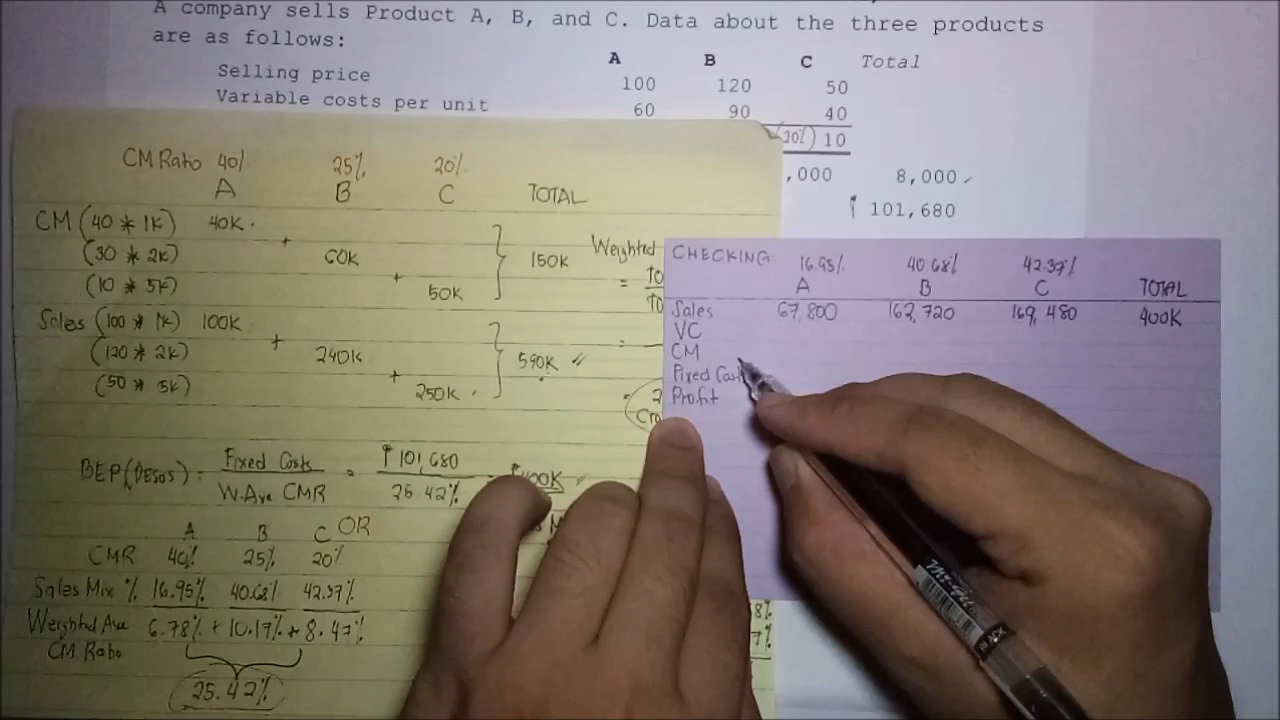 A company sells Product A, B, and C. Data about the three products
are as follows:
A B C Total
Selling price 100 120 50
Variable costs per unit 60 90 40
(20%) 10
,000 8,000
₱ 101,680
CM Ratio 40% 25% 20%
A B C TOTAL
CM (40 * 1K) 40K
(30 * 2K) + 60K 150K
(10 * 5K) + 50K
Sales (100 * 1K) 100K
(120 * 2K) + 240K 590K
(50 * 5K) + 250K
Weighted
=
BEP (Pesos) = Fixed Costs = ₱101,680 = ₱400K
W.Ave CMR 25.42%
OR
A B C
CMR 40% 25% 20%
Sales Mix % 16.95% 40.68% 42.37%
Weighted Ave 6.78% + 10.17% + 8.47%
CM Ratio
25.42%
CHECKING: 16.95% 40.68% 42.37%
A B C TOTAL
Sales 67,800 162,720 169,480 400K
VC
CM
Fixed Cost
Profit
8%
7%
BLACK